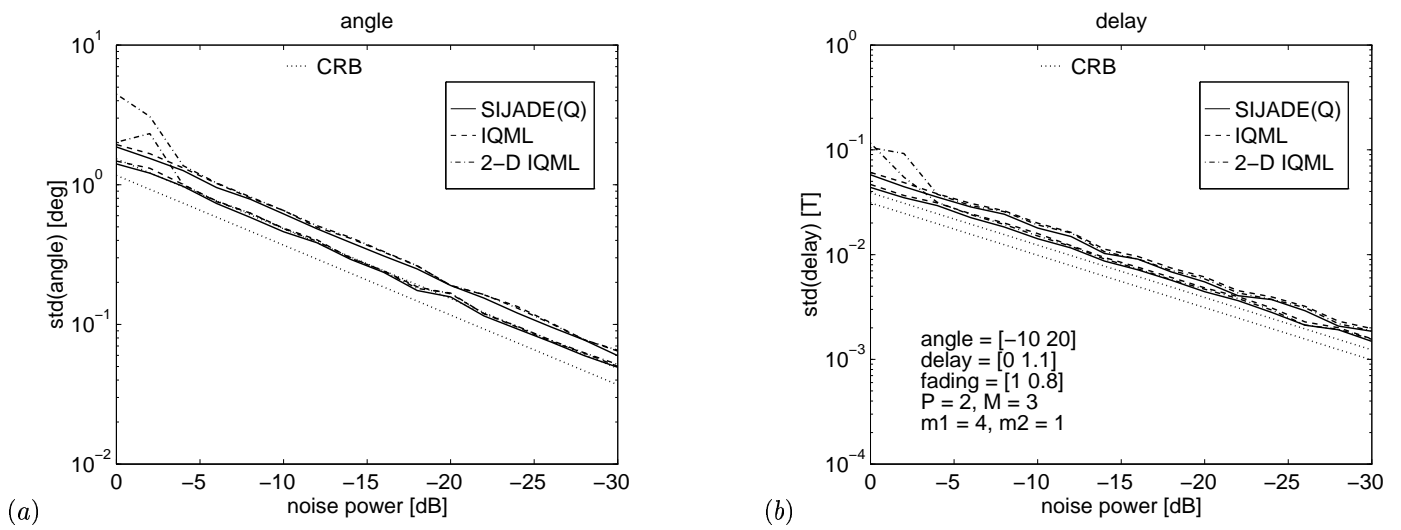 angle
10^1
10^0
10^−1
10^−2
std(angle) [deg]
CRB
SIJADE(Q)
IQML
2−D IQML
0
−5
−10
−15
−20
−25
−30
noise power [dB]
(a)
delay
10^0
10^−1
10^−2
10^−3
10^−4
std(delay) [T]
CRB
SIJADE(Q)
IQML
2−D IQML
angle = [−10 20]
delay = [0 1.1]
fading = [1 0.8]
P = 2, M = 3
m1 = 4, m2 = 1
0
−5
−10
−15
−20
−25
−30
noise power [dB]
(b)